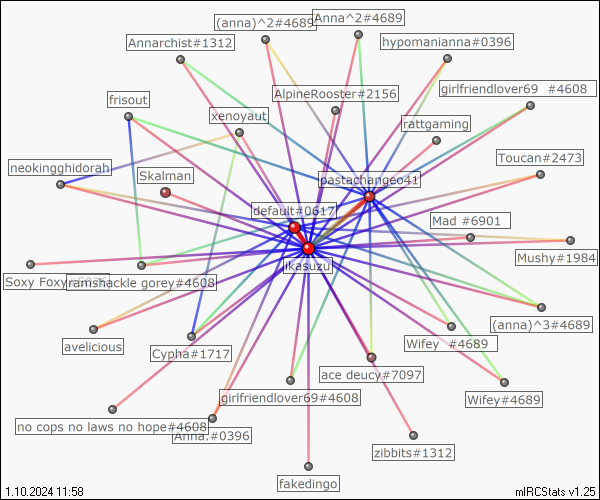 (anna)^2#4689
Anna^2#4689
Annarchist#1312
hypomanianna#0396
AlpineRooster#2156
girlfriendlover69 #4608
frisout
xenoyaut
rattgaming
neokingghidorah
Skalman
Toucan#2473
pastachangeo41
default#0617
Mad #6901
Mushy#1984
ikasuzu
Soxy Foxy
ramshackle gorey#4608
(anna)^3#4689
avelicious
Cypha#1717
Wifey #4689
ace deucy#7097
girlfriendlover69#4608
Wifey#4689
no cops no laws no hope#4608
Anna.#0396
zibbits#1312
fakedingo
1.10.2024 11:58
mIRCStats v1.25